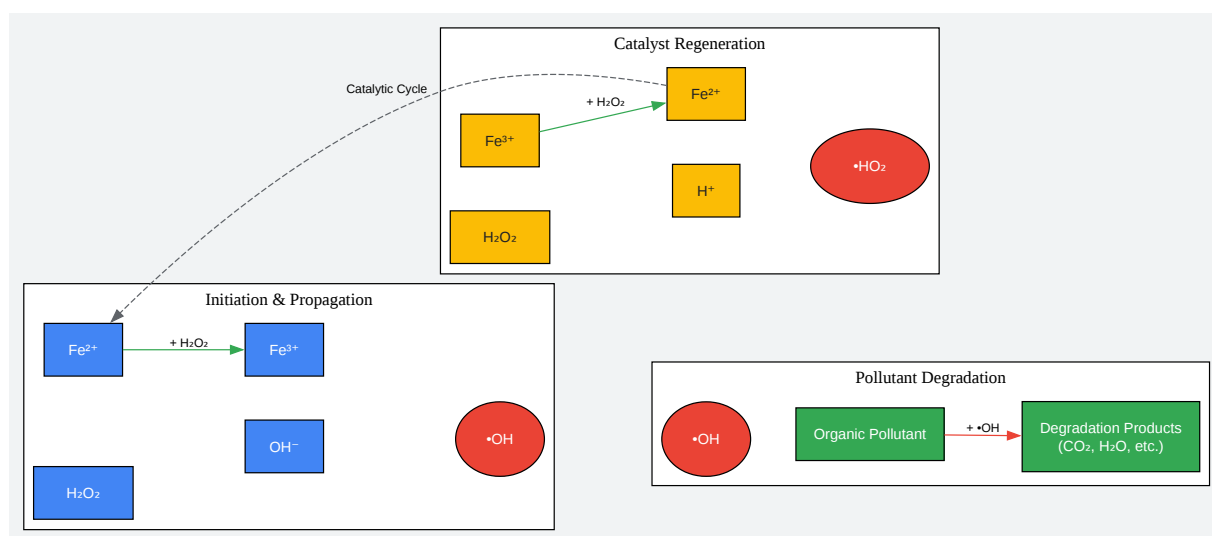 Catalyst Regeneration
Catalytic Cycle
Fe²⁺
+ H₂O₂
Fe³⁺
•HO₂
H⁺
H₂O₂
Initiation & Propagation
Fe²⁺
+ H₂O₂
Fe³⁺
•OH
OH⁻
H₂O₂
Pollutant Degradation
•OH
Organic Pollutant
+ •OH
Degradation Products
(CO₂, H₂O, etc.)